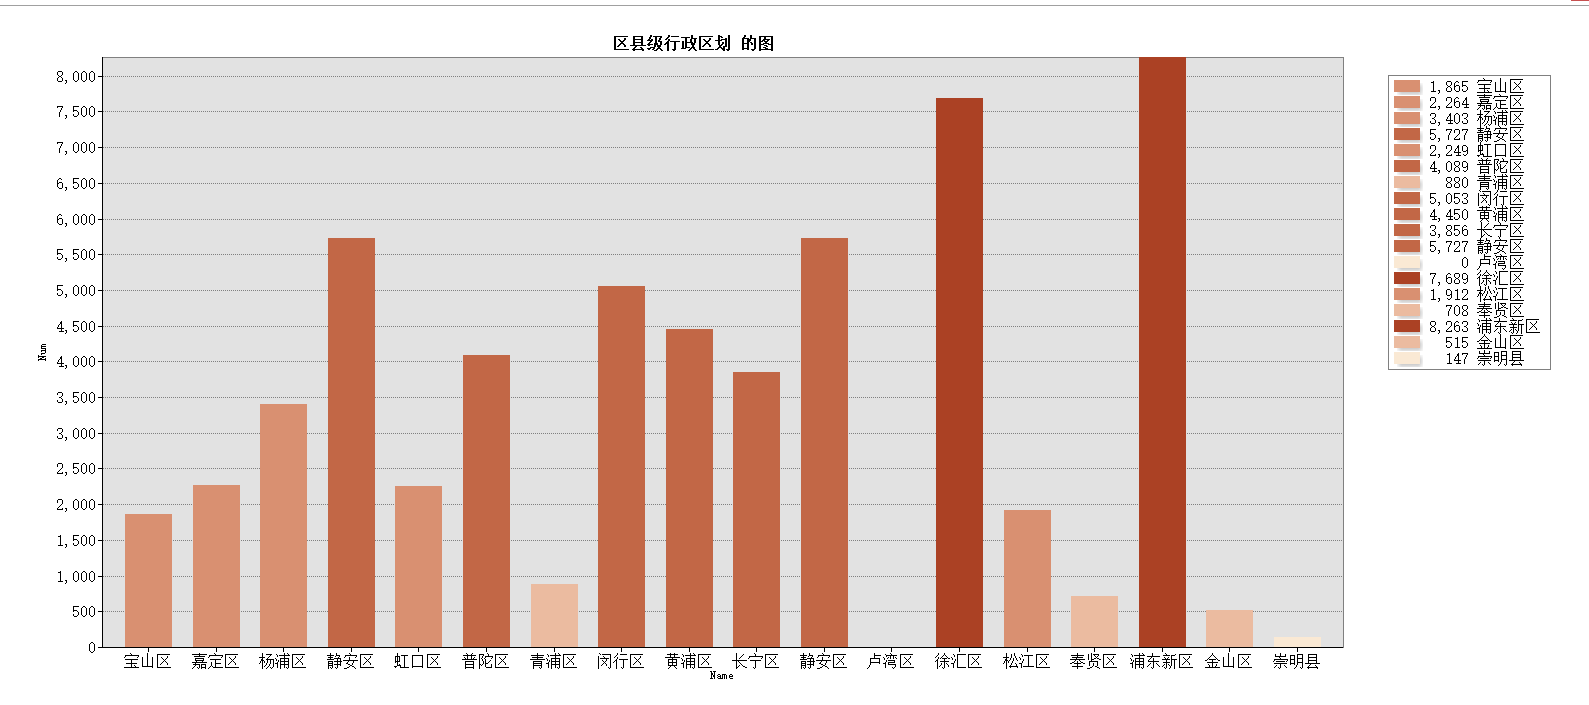 区县级行政区划 的图
8,000
7,500
7,000
6,500
6,000
5,500
5,000
4,500
4,000
3,500
3,000
2,500
2,000
1,500
1,000
500
0
Num
宝山区 嘉定区 杨浦区 静安区 虹口区 普陀区 青浦区 闵行区 黄浦区 长宁区 静安区 卢湾区 徐汇区 松江区 奉贤区 浦东新区 金山区 崇明县
Name
1,865 宝山区
2,264 嘉定区
3,403 杨浦区
5,727 静安区
2,249 虹口区
4,089 普陀区
880 青浦区
5,053 闵行区
4,450 黄浦区
3,856 长宁区
5,727 静安区
0 卢湾区
7,689 徐汇区
1,912 松江区
708 奉贤区
8,263 浦东新区
515 金山区
147 崇明县